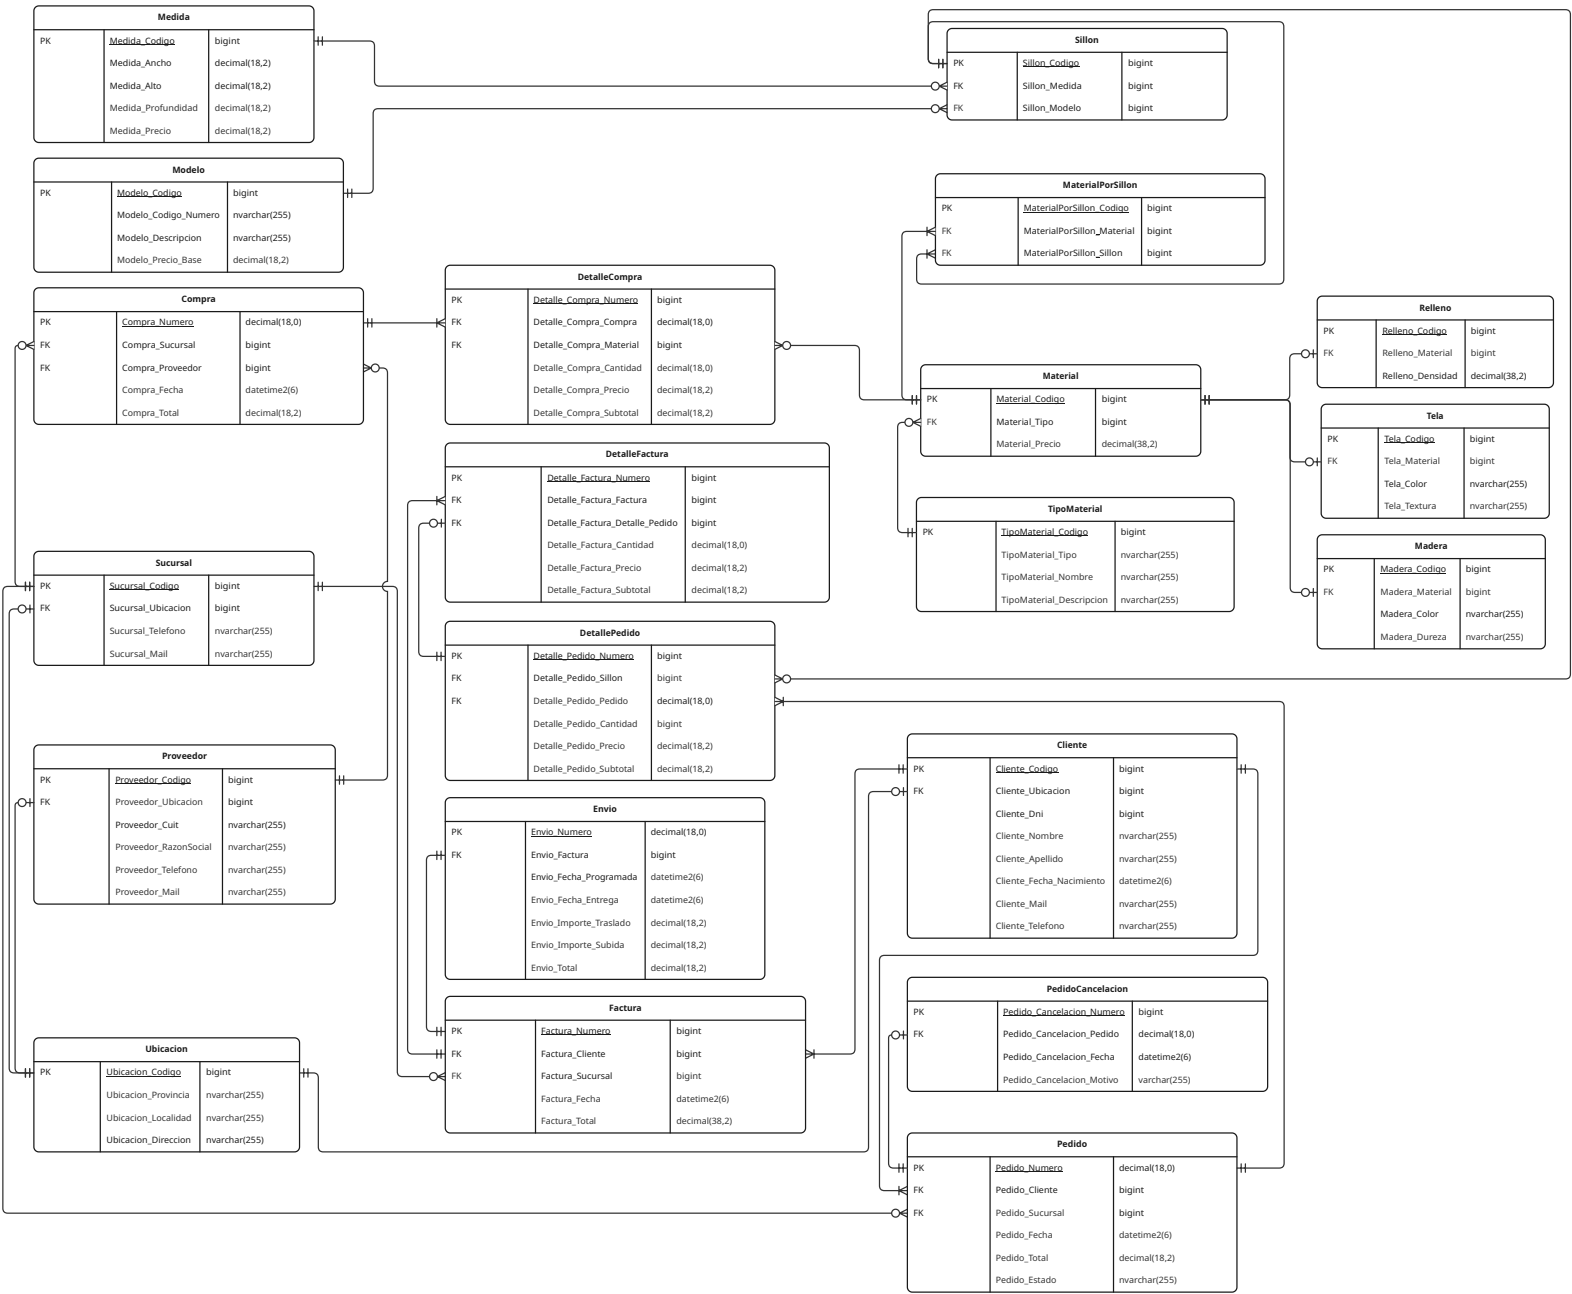 Medida
PK Medida_Codigo bigint
Medida_Ancho decimal(18,2)
Medida_Alto decimal(18,2)
Medida_Profundidad decimal(18,2)
Medida_Precio decimal(18,2)
Modelo
PK Modelo_Codigo bigint
Modelo_Codigo_Numero nvarchar(255)
Modelo_Descripcion nvarchar(255)
Modelo_Precio_Base decimal(18,2)
Compra
PK Compra_Numero decimal(18,0)
FK Compra_Sucursal bigint
FK Compra_Proveedor bigint
Compra_Fecha datetime2(6)
Compra_Total decimal(18,2)
Sucursal
PK Sucursal_Codigo bigint
FK Sucursal_Ubicacion bigint
Sucursal_Telefono nvarchar(255)
Sucursal_Mail nvarchar(255)
Proveedor
PK Proveedor_Codigo bigint
FK Proveedor_Ubicacion bigint
Proveedor_Cuit nvarchar(255)
Proveedor_RazonSocial nvarchar(255)
Proveedor_Telefono nvarchar(255)
Proveedor_Mail nvarchar(255)
Ubicacion
PK Ubicacion_Codigo bigint
Ubicacion_Provincia nvarchar(255)
Ubicacion_Localidad nvarchar(255)
Ubicacion_Direccion nvarchar(255)
DetalleCompra
PK Detalle_Compra_Numero bigint
FK Detalle_Compra_Compra decimal(18,0)
FK Detalle_Compra_Material bigint
Detalle_Compra_Cantidad decimal(18,0)
Detalle_Compra_Precio decimal(18,2)
Detalle_Compra_Subtotal decimal(18,2)
DetalleFactura
PK Detalle_Factura_Numero bigint
FK Detalle_Factura_Factura bigint
FK Detalle_Factura_Detalle_Pedido bigint
Detalle_Factura_Cantidad decimal(18,0)
Detalle_Factura_Precio decimal(18,2)
Detalle_Factura_Subtotal decimal(18,2)
DetallePedido
PK Detalle_Pedido_Numero bigint
FK Detalle_Pedido_Sillon bigint
FK Detalle_Pedido_Pedido decimal(18,0)
Detalle_Pedido_Cantidad bigint
Detalle_Pedido_Precio decimal(18,2)
Detalle_Pedido_Subtotal decimal(18,2)
Envio
PK Envio_Numero decimal(18,0)
FK Envio_Factura bigint
Envio_Fecha_Programada datetime2(6)
Envio_Fecha_Entrega datetime2(6)
Envio_Importe_Traslado decimal(18,2)
Envio_Importe_Subida decimal(18,2)
Envio_Total decimal(18,2)
Factura
PK Factura_Numero bigint
FK Factura_Cliente bigint
FK Factura_Sucursal bigint
Factura_Fecha datetime2(6)
Factura_Total decimal(38,2)
Sillon
PK Sillon_Codigo bigint
FK Sillon_Medida bigint
FK Sillon_Modelo bigint
MaterialPorSillon
PK MaterialPorSillon_Codigo bigint
FK MaterialPorSillon_Material bigint
FK MaterialPorSillon_Sillon bigint
Material
PK Material_Codigo bigint
FK Material_Tipo bigint
Material_Precio decimal(38,2)
TipoMaterial
PK TipoMaterial_Codigo bigint
TipoMaterial_Tipo nvarchar(255)
TipoMaterial_Nombre nvarchar(255)
TipoMaterial_Descripcion nvarchar(255)
Relleno
PK Relleno_Codigo bigint
FK Relleno_Material bigint
Relleno_Densidad decimal(38,2)
Tela
PK Tela_Codigo bigint
FK Tela_Material bigint
Tela_Color nvarchar(255)
Tela_Textura nvarchar(255)
Madera
PK Madera_Codigo bigint
FK Madera_Material bigint
Madera_Color nvarchar(255)
Madera_Dureza nvarchar(255)
Cliente
PK Cliente_Codigo bigint
FK Cliente_Ubicacion bigint
Cliente_Dni bigint
Cliente_Nombre nvarchar(255)
Cliente_Apellido nvarchar(255)
Cliente_Fecha_Nacimiento datetime2(6)
Cliente_Mail nvarchar(255)
Cliente_Telefono nvarchar(255)
PedidoCancelacion
PK Pedido_Cancelacion_Numero bigint
FK Pedido_Cancelacion_Pedido decimal(18,0)
Pedido_Cancelacion_Fecha datetime2(6)
Pedido_Cancelacion_Motivo varchar(255)
Pedido
PK Pedido_Numero decimal(18,0)
FK Pedido_Cliente bigint
FK Pedido_Sucursal bigint
Pedido_Fecha datetime2(6)
Pedido_Total decimal(18,2)
Pedido_Estado nvarchar(255)